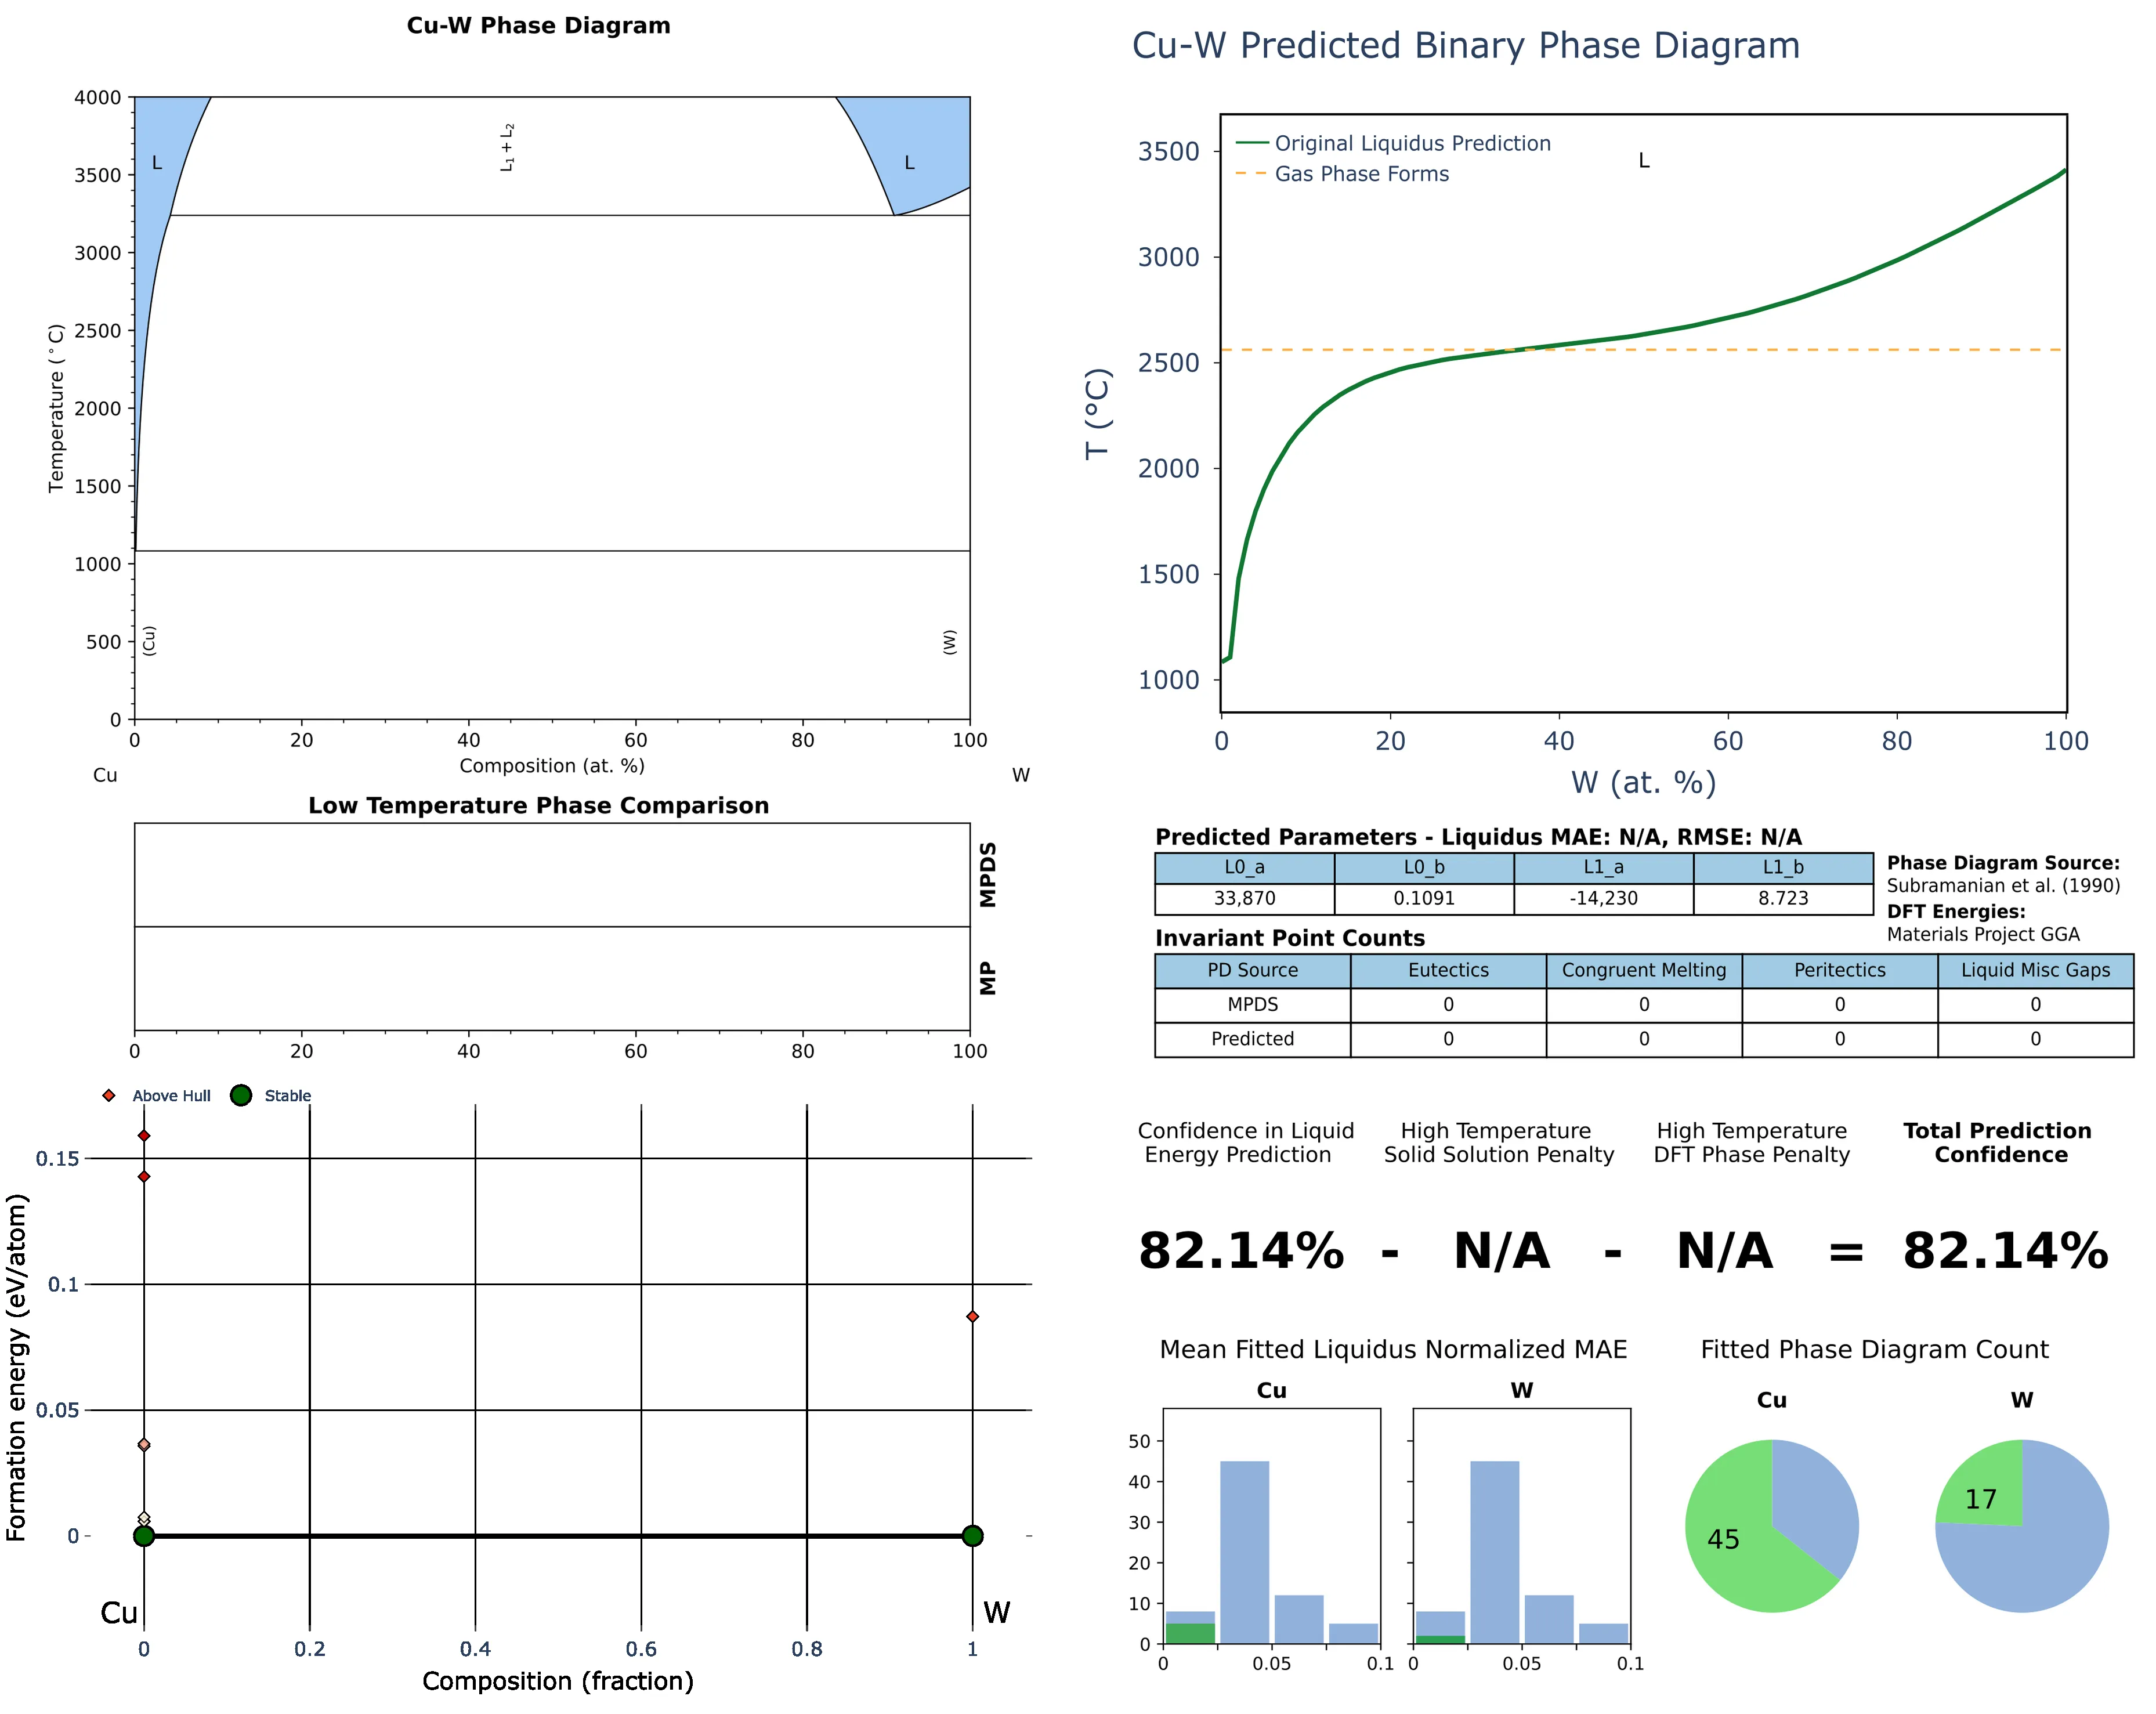 Cu-W Phase Diagram
4000
3500
3000
2500
2000
1500
1000
500
0
Temperature (°C)
L
L₁ + L₂
L
(Cu)
(W)
0 20 40 60 80 100
Composition (at. %)
Cu W
Low Temperature Phase Comparison
MPDS
MP
0 20 40 60 80 100
Above Hull Stable
0.15
0.1
0.05
0
Formation energy (eV/atom)
Cu W
0 0.2 0.4 0.6 0.8 1
Composition (fraction)
Cu-W Predicted Binary Phase Diagram
Original Liquidus Prediction
Gas Phase Forms
L
3500
3000
2500
2000
1500
1000
T (°C)
0 20 40 60 80 100
W (at. %)
Predicted Parameters - Liquidus MAE: N/A, RMSE: N/A
L0_a L0_b L1_a L1_b
33,870 0.1091 -14,230 8.723
Phase Diagram Source:
Subramanian et al. (1990)
DFT Energies:
Materials Project GGA
Invariant Point Counts
PD Source Eutectics Congruent Melting Peritectics Liquid Misc Gaps
MPDS 0 0 0 0
Predicted 0 0 0 0
Confidence in Liquid
Energy Prediction
High Temperature
Solid Solution Penalty
High Temperature
DFT Phase Penalty
Total Prediction
Confidence
82.14% - N/A - N/A = 82.14%
Mean Fitted Liquidus Normalized MAE
Cu W
50
40
30
20
10
0
0 0.05 0.1 0 0.05 0.1
Fitted Phase Diagram Count
Cu W
45 17